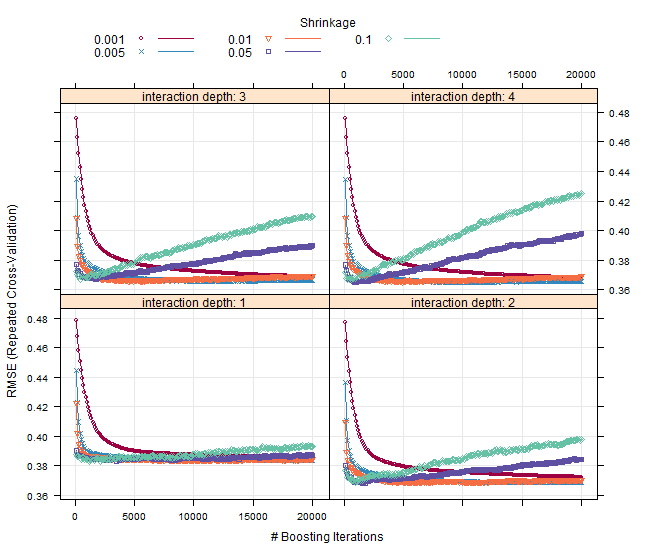 Shrinkage
0.001 0.01 0.1
0.005 0.05
0 5000 10000 15000 20000
interaction depth: 3 interaction depth: 4
0.48
0.46
0.44
0.42
0.40
0.38
0.36
interaction depth: 1 interaction depth: 2
0.48
0.46
0.44
0.42
0.40
0.38
0.36
0 5000 10000 15000 20000
RMSE (Repeated Cross-Validation)
# Boosting Iterations